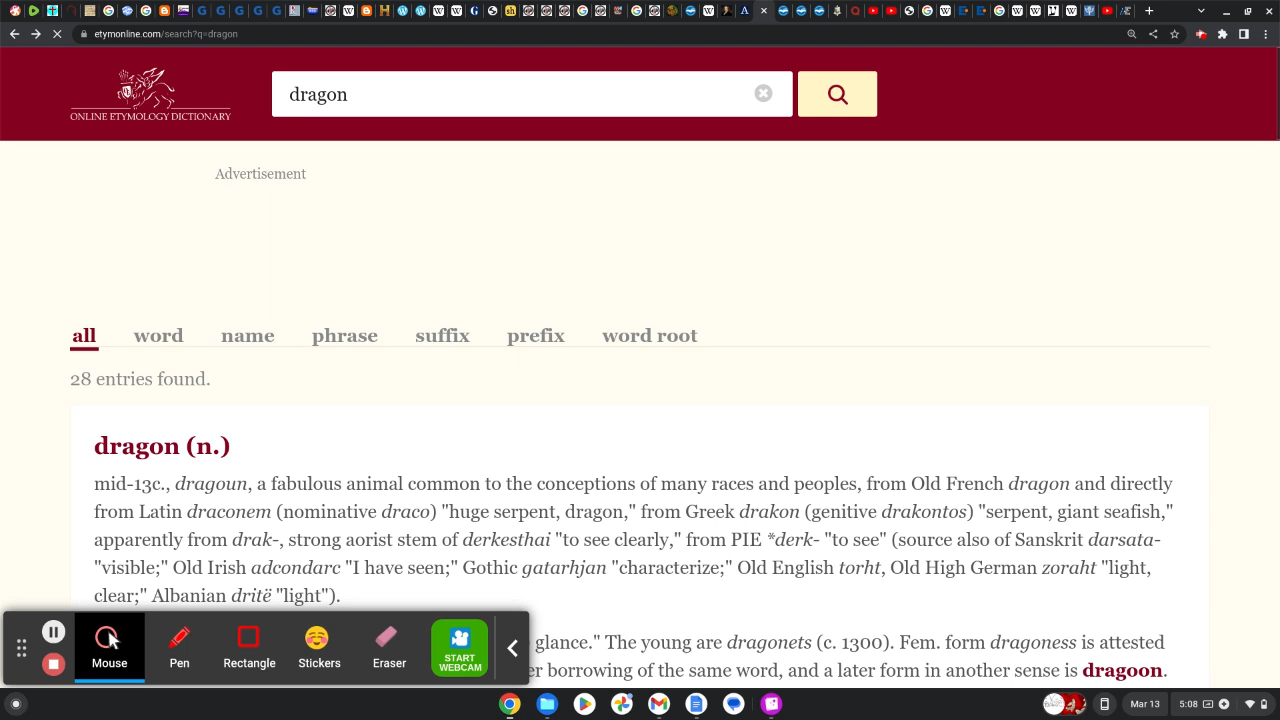 etymonline.com/search?q=dragon
ONLINE ETYMOLOGY DICTIONARY
dragon
Advertisement
all word name phrase suffix prefix word root
28 entries found.
dragon (n.)
mid-13c., dragoun, a fabulous animal common to the conceptions of many races and peoples, from Old French dragon and directly
from Latin draconem (nominative draco) "huge serpent, dragon," from Greek drakon (genitive drakontos) "serpent, giant seafish,"
apparently from drak-, strong aorist stem of derkesthai "to see clearly," from PIE *derk- "to see" (source also of Sanskrit darsata-
"visible;" Old Irish adcondarc "I have seen;" Gothic gatarhjan "characterize;" Old English torht, Old High German zoraht "light,
clear;" Albanian dritë "light").
glance." The young are dragonets (c. 1300). Fem. form dragoness is attested
er borrowing of the same word, and a later form in another sense is dragoon.
Mouse Pen Rectangle Stickers Eraser START WEBCAM
Mar 13 5:08